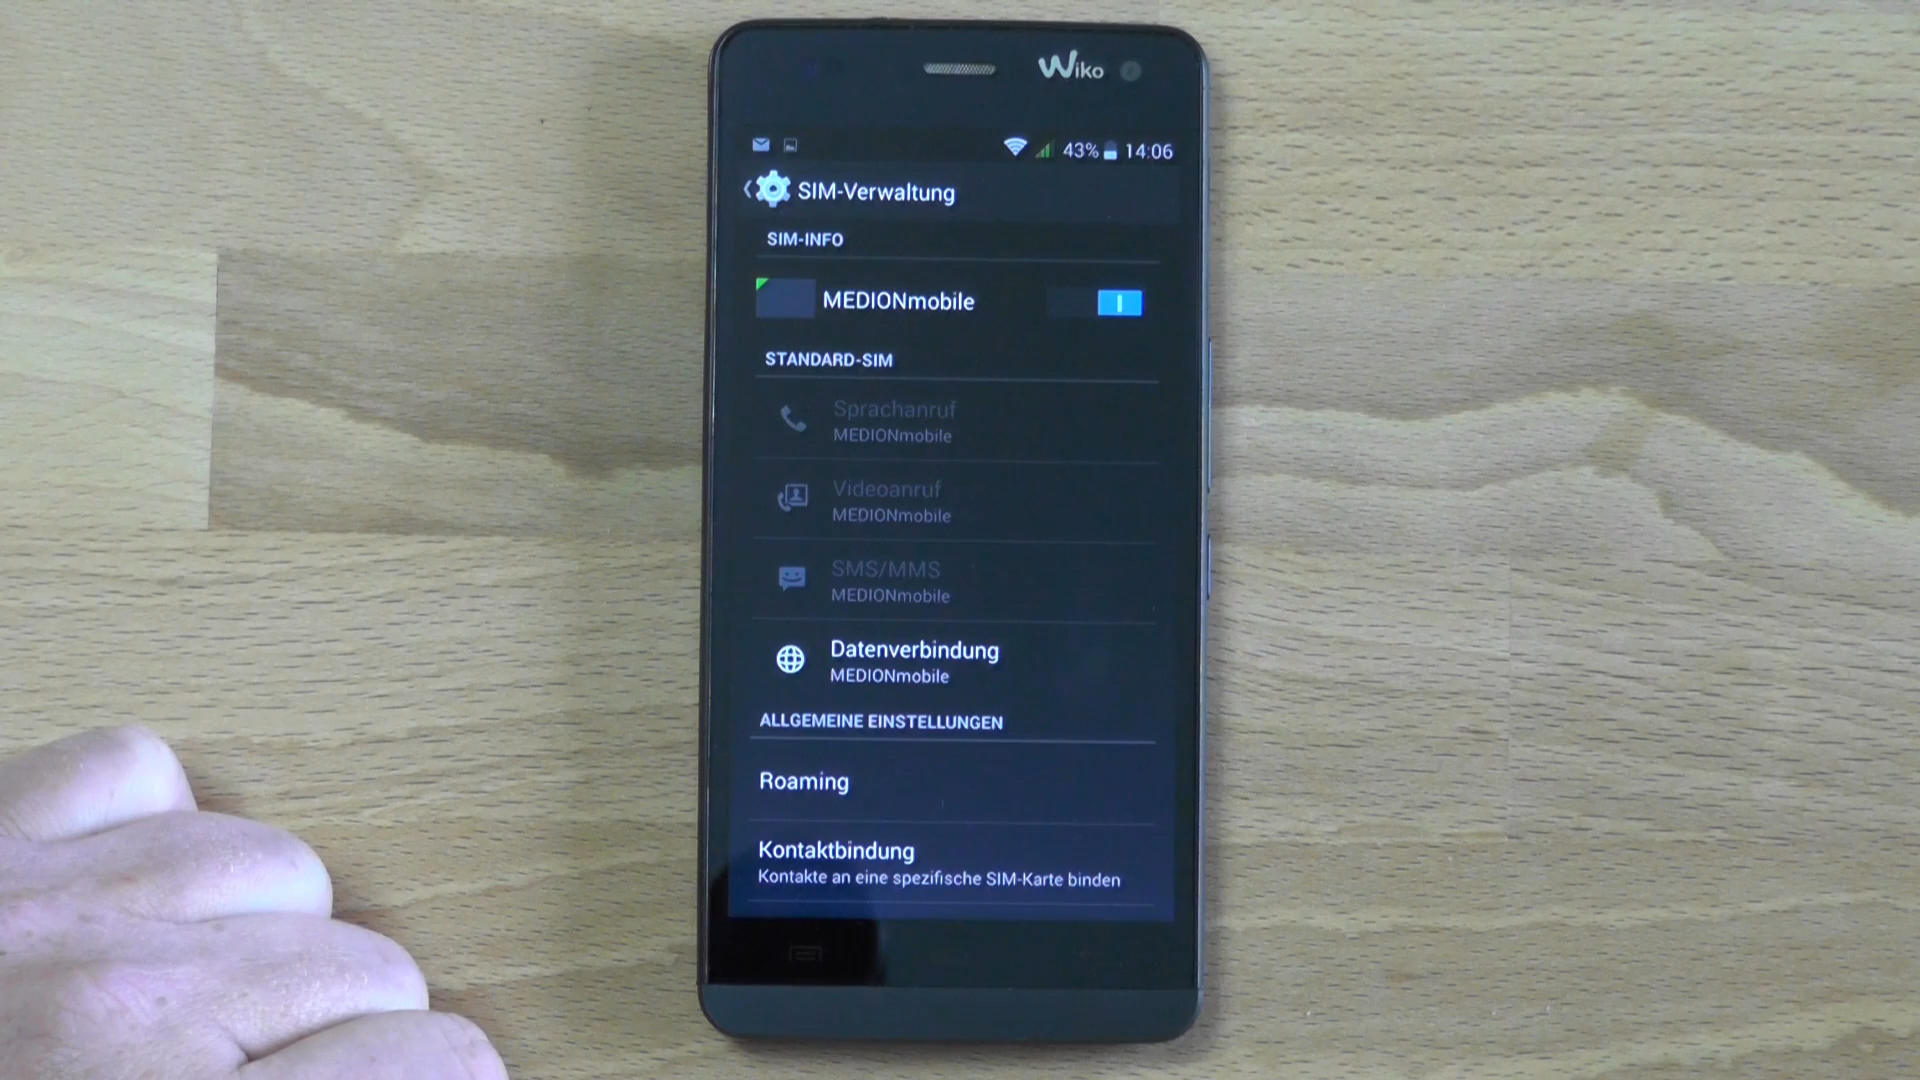 Wiko
43% 14:06
SIM-Verwaltung
SIM-INFO
MEDIONmobile
STANDARD-SIM
Sprachanruf
MEDIONmobile
Videoanruf
MEDIONmobile
SMS/MMS
MEDIONmobile
Datenverbindung
MEDIONmobile
ALLGEMEINE EINSTELLUNGEN
Roaming
Kontaktbindung
Kontakte an eine spezifische SIM-Karte binden